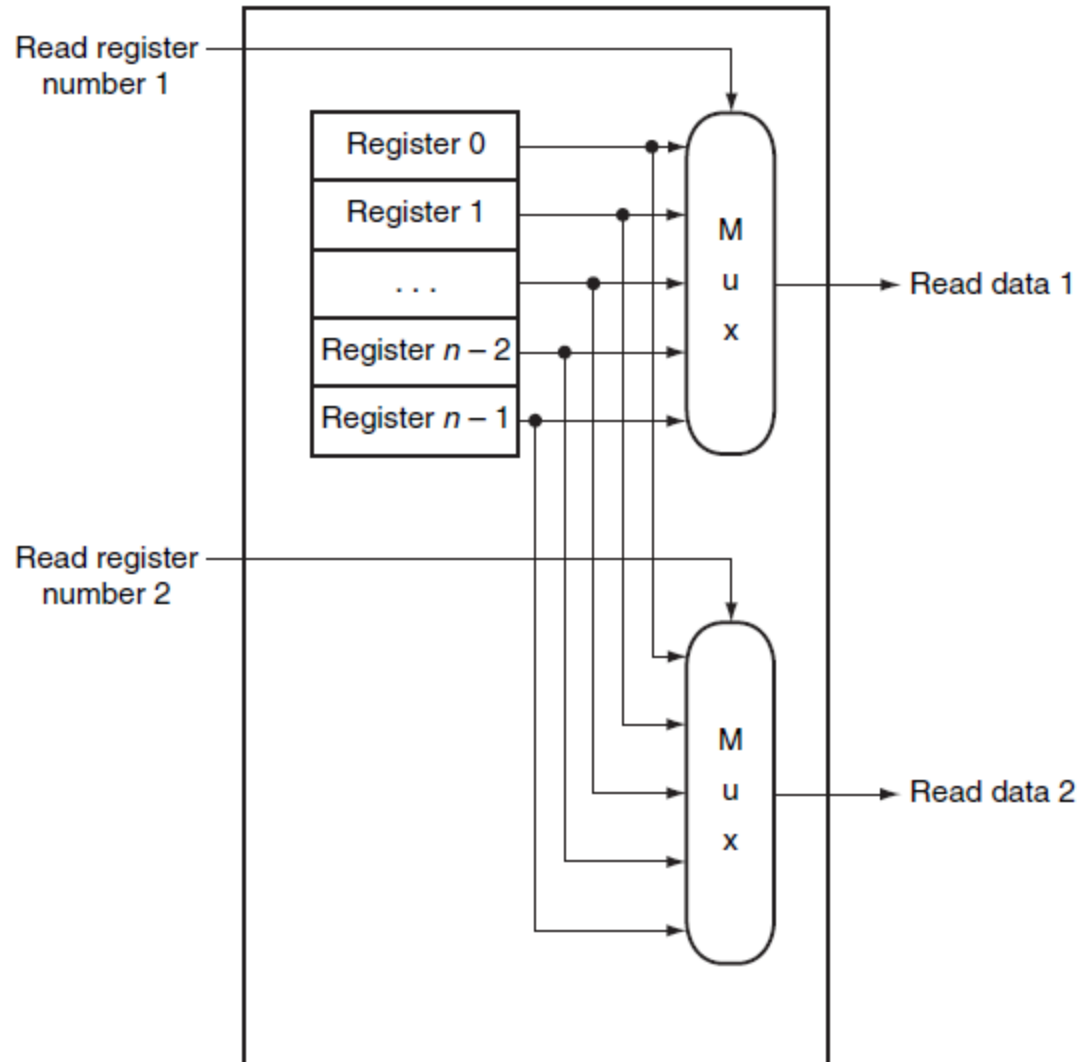 Read register
number 1
Register 0
Register 1
. . .
Register n – 2
Register n – 1
M
u
x
Read data 1
Read register
number 2
M
u
x
Read data 2